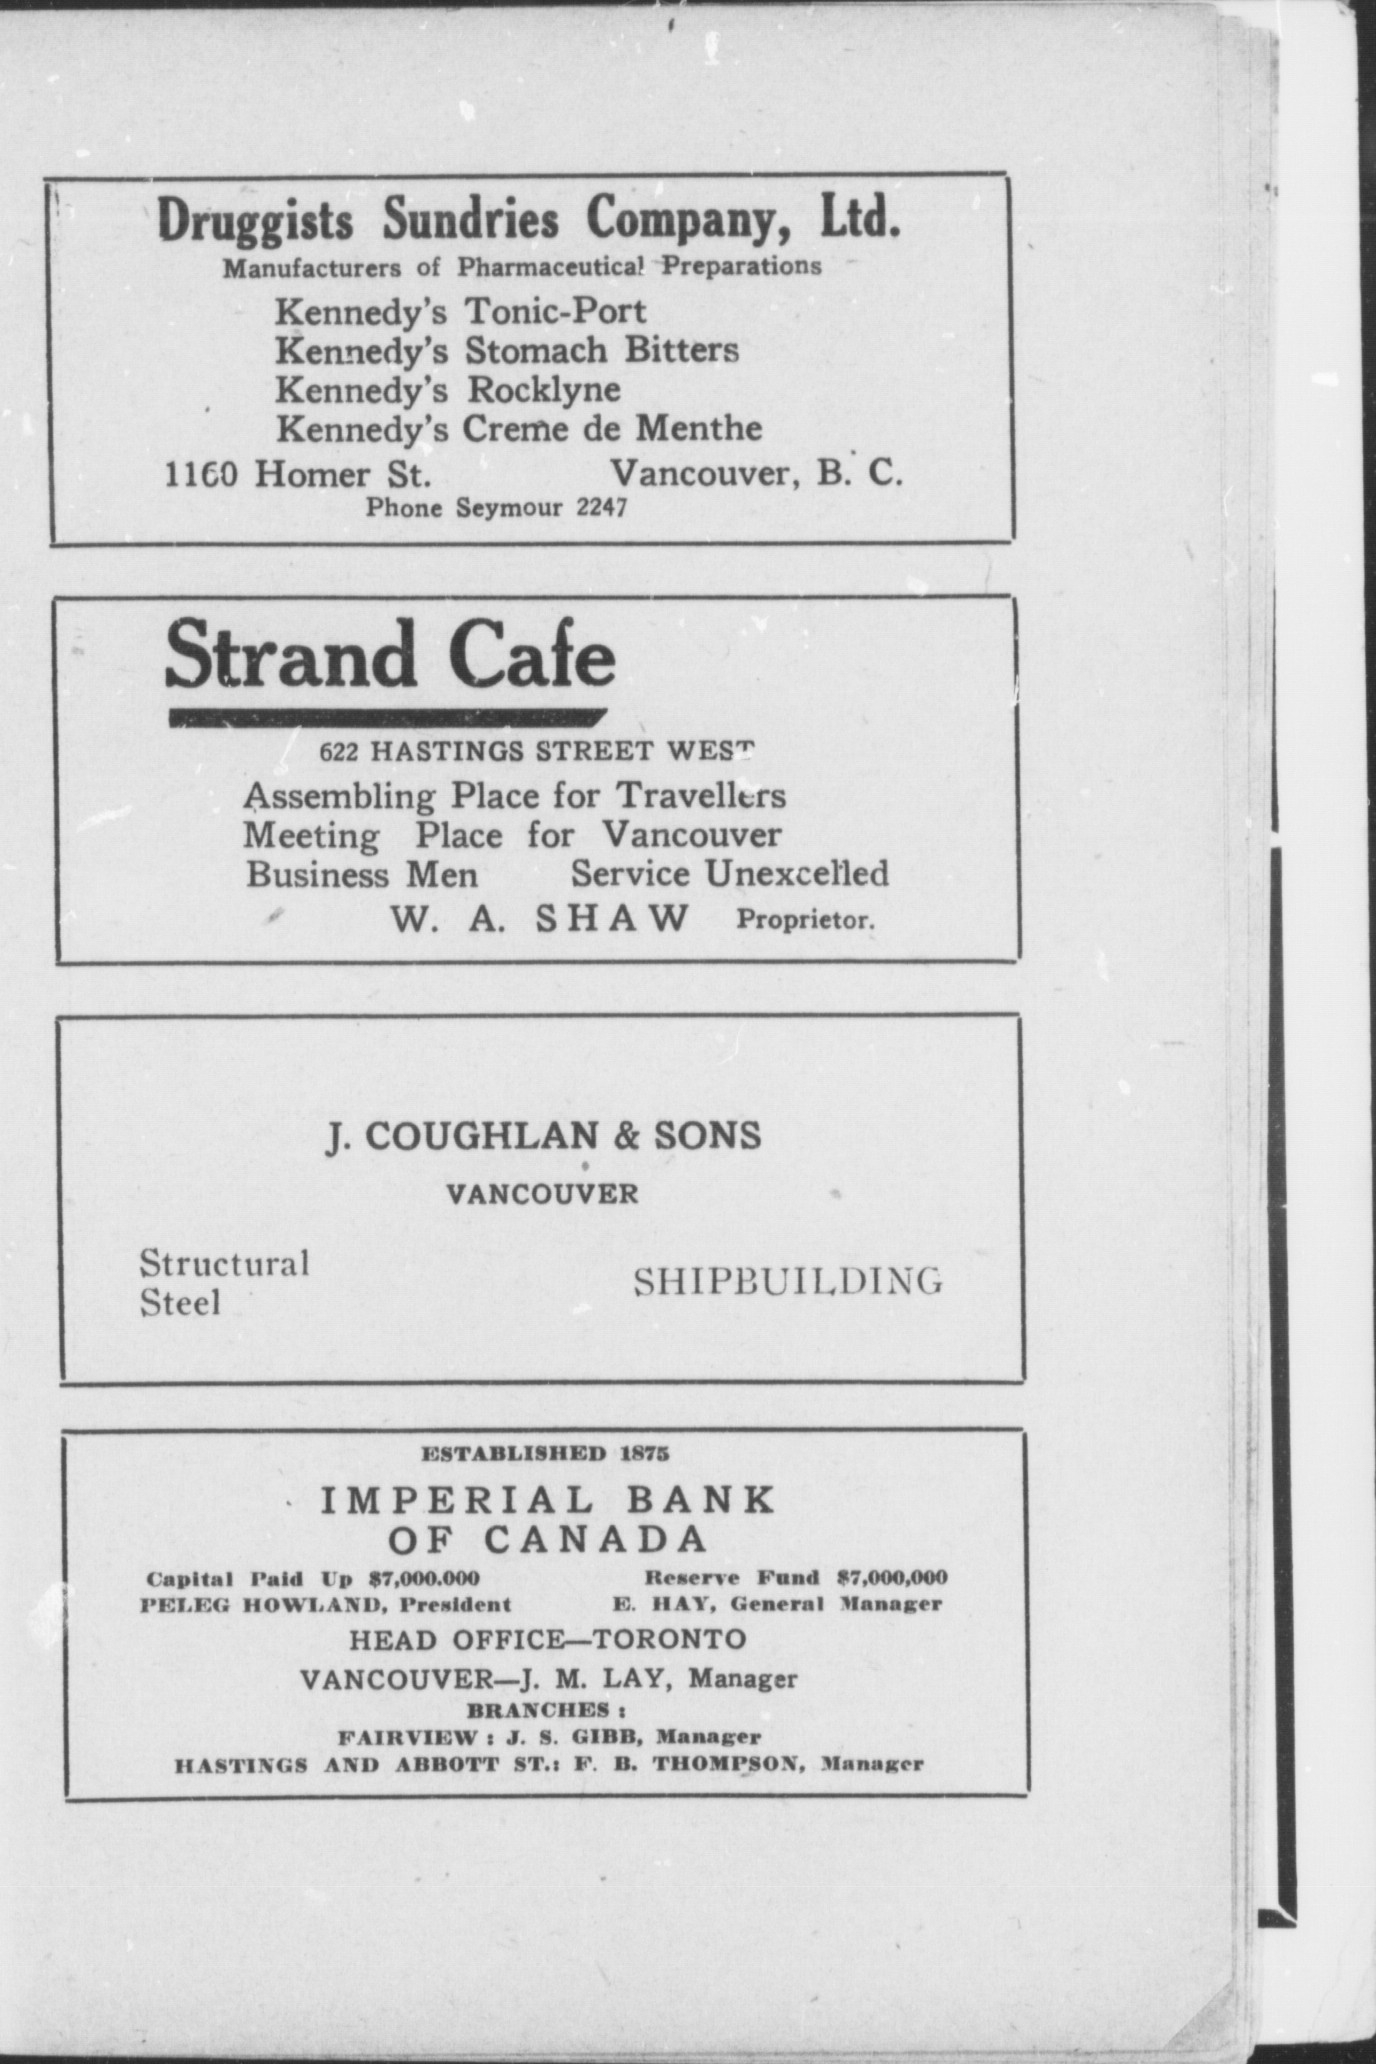 Druggists Sundries Company, Ltd.
Manufacturers of Pharmaceutical Preparations
Kennedy's Tonic-Port
Kennedy's Stomach Bitters
Kennedy's Rocklyne
Kennedy's Creme de Menthe
1160 Homer St. Vancouver, B. C.
Phone Seymour 2247
Strand Cafe
622 HASTINGS STREET WEST
Assembling Place for Travellers
Meeting Place for Vancouver
Business Men Service Unexcelled
W. A. SHAW Proprietor.
J. COUGHLAN & SONS
VANCOUVER
Structural
Steel
SHIPBUILDING
ESTABLISHED 1875
IMPERIAL BANK
OF CANADA
Capital Paid Up $7,000.000 Reserve Fund $7,000,000
PELEG HOWLAND, President E. HAY, General Manager
HEAD OFFICE—TORONTO
VANCOUVER—J. M. LAY, Manager
BRANCHES :
FAIRVIEW : J. S. GIBB, Manager
HASTINGS AND ABBOTT ST.: F. B. THOMPSON, Manager